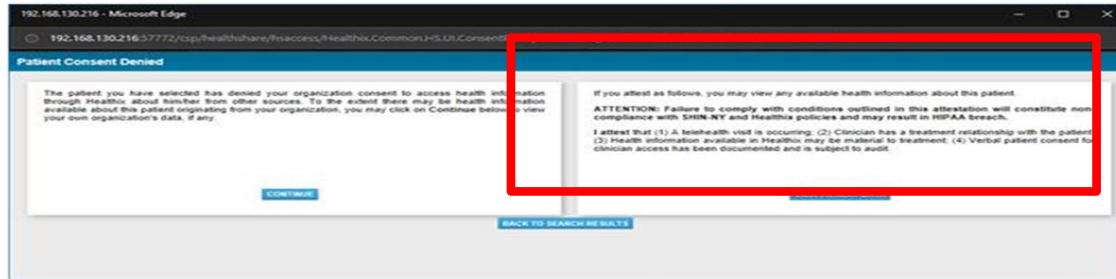 192.168.130.216 - Microsoft Edge
192.168.130.216:57772/csp/healthshare/hsaccess/Healthix.Common.HS.UI.Consent
Patient Consent Denied
The patient you have selected has denied your organization consent to access health information
through Healthix about him/her from other sources. To the extent there may be health information
available about this patient originating from your organization, you may click on Continue below to view
your own organization's data, if any.
CONTINUE
If you attest as follows, you may view any available health information about this patient.
ATTENTION: Failure to comply with conditions outlined in this attestation will constitute non-
compliance with SHIN-NY and Healthix policies and may result in HIPAA breach.
I attest that (1) A telehealth visit is occurring; (2) Clinician has a treatment relationship with the patient
(3) Health information available in Healthix may be material to treatment; (4) Verbal patient consent for
clinician access has been documented and is subject to audit.
BACK TO SEARCH RESULTS